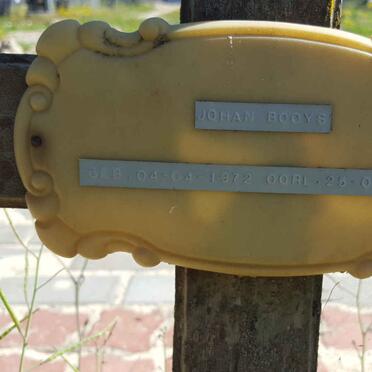 JOHAN BOOYS
GEB. 04-04-1972 OORL. 25-0